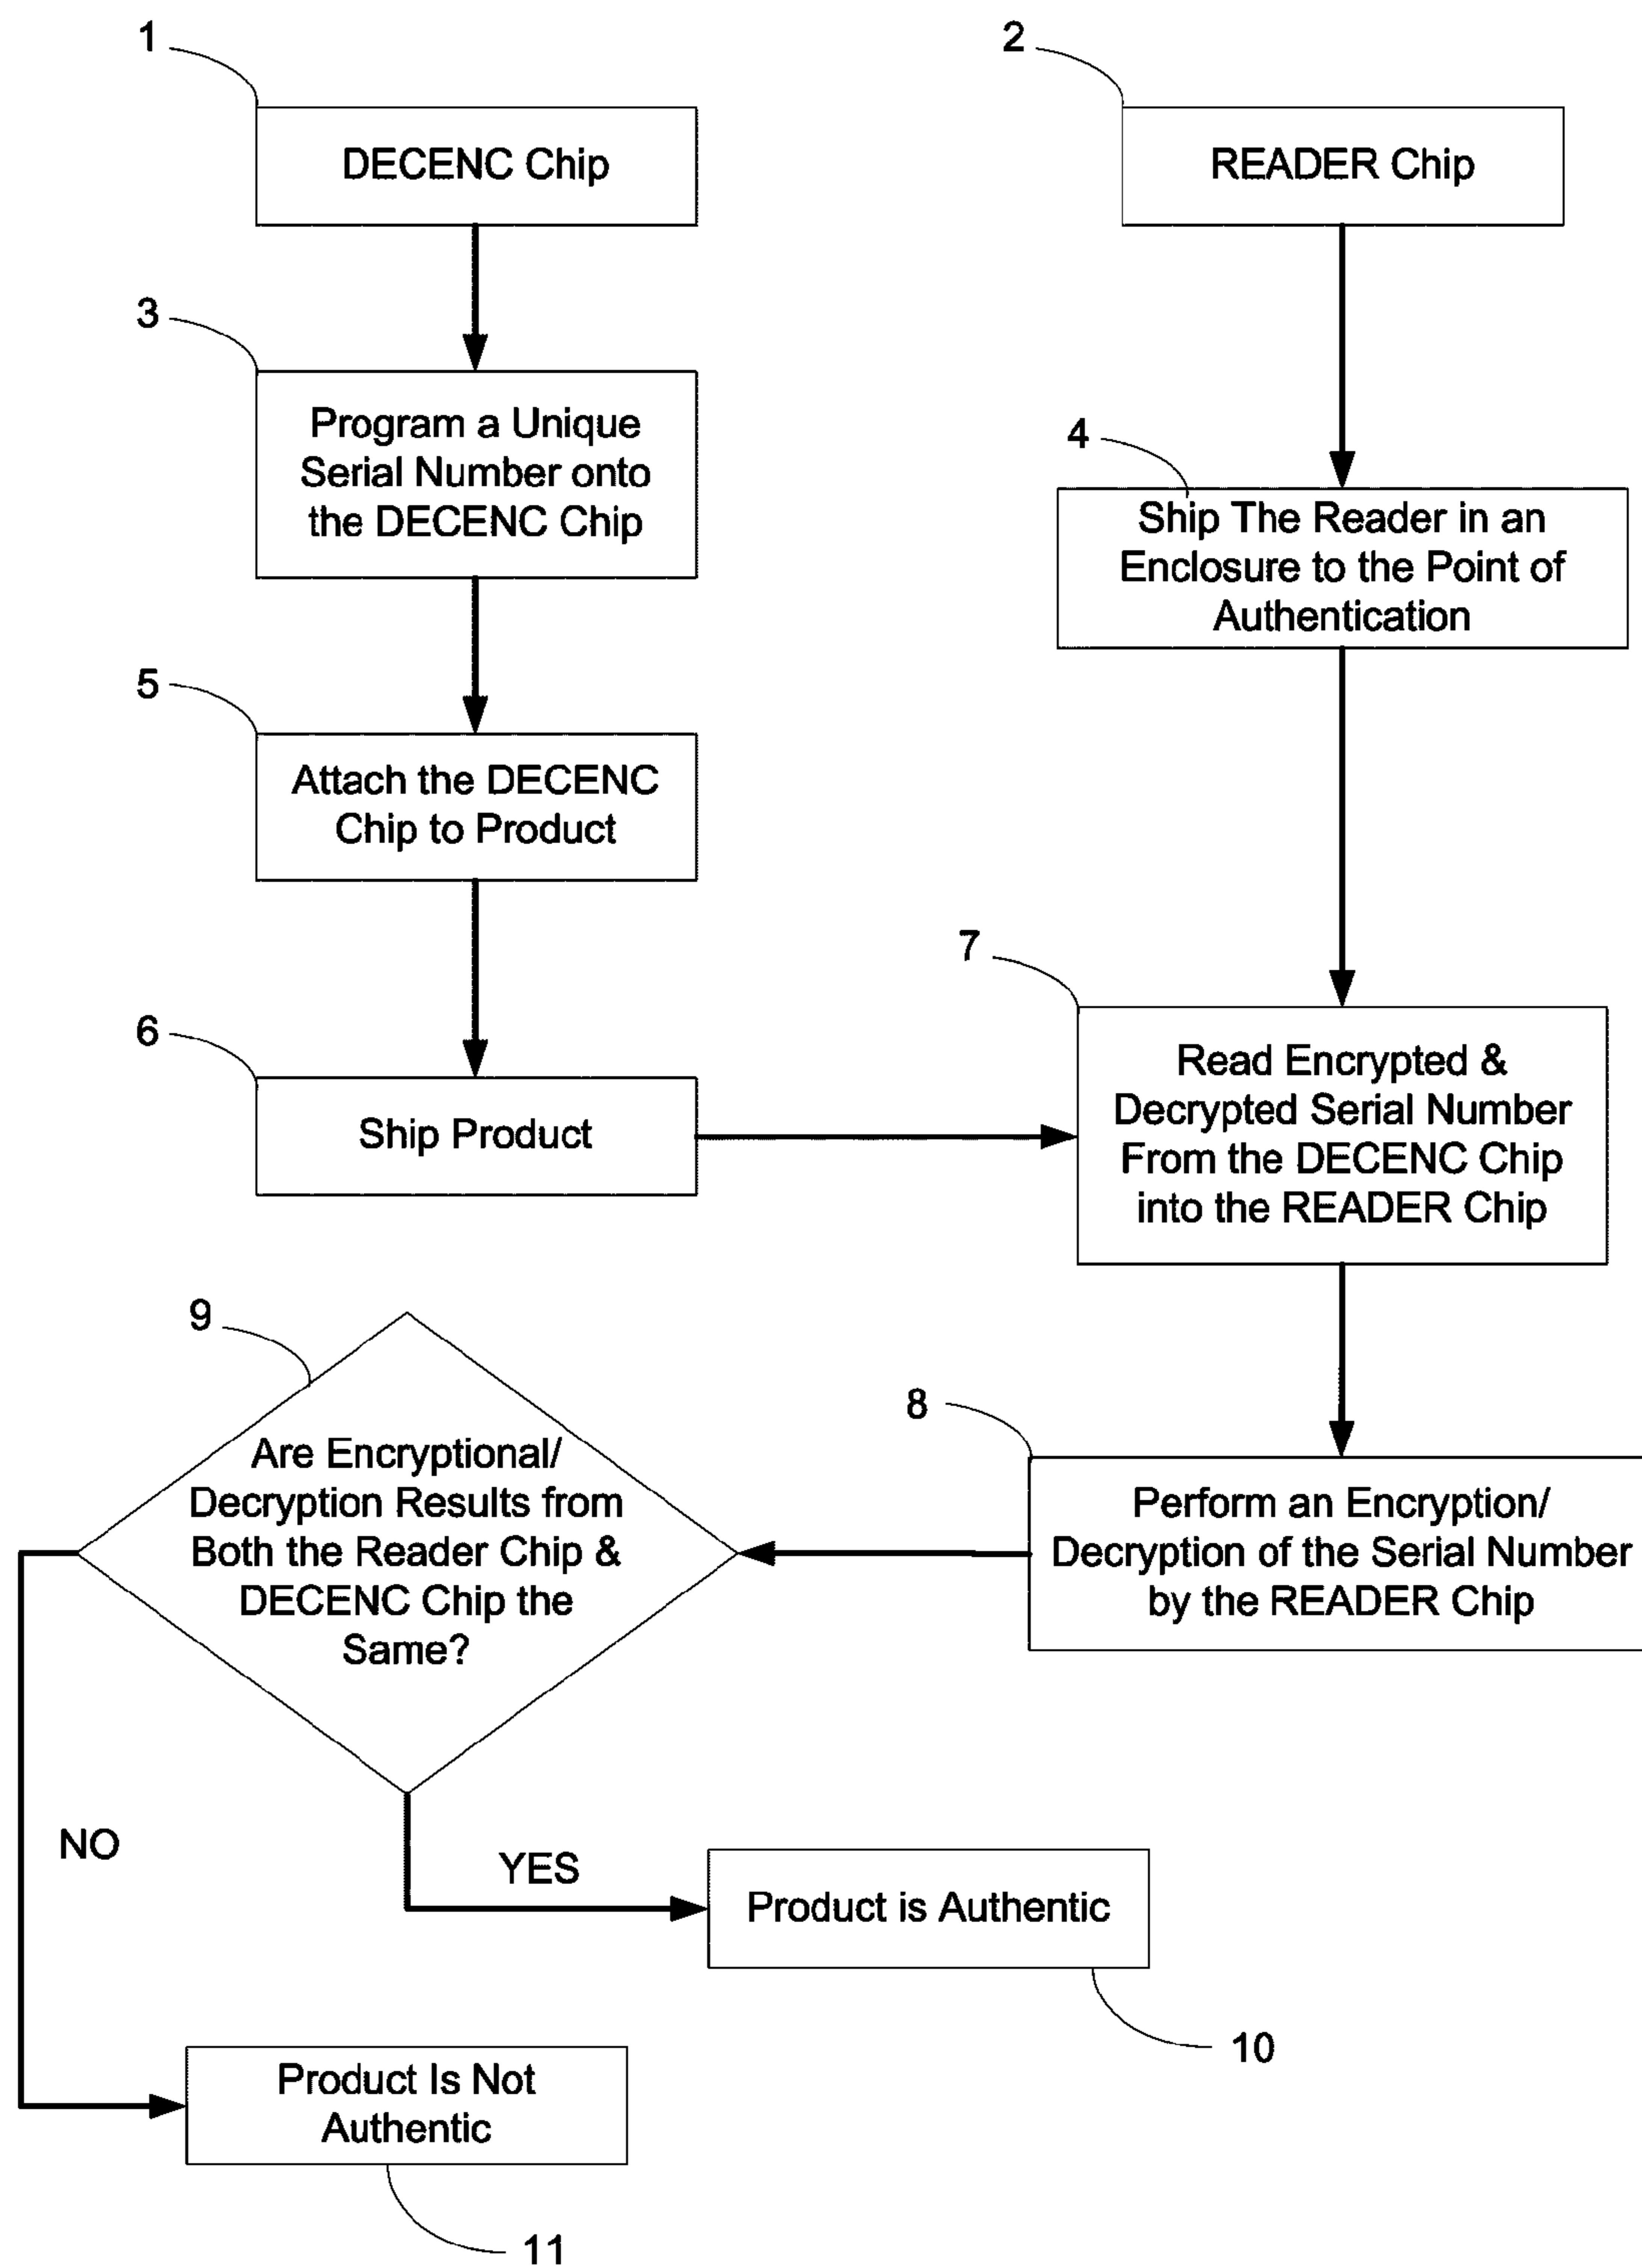 1
DECENC Chip
2
READER Chip
3
Program a Unique
Serial Number onto
the DECENC Chip
4
Ship The Reader in an
Enclosure to the Point of
Authentication
5
Attach the DECENC
Chip to Product
6
Ship Product
7
Read Encrypted &
Decrypted Serial Number
From the DECENC Chip
into the READER Chip
8
Perform an Encryption/
Decryption of the Serial Number
by the READER Chip
9
Are Encryptional/
Decryption Results from
Both the Reader Chip &
DECENC Chip the
Same?
NO
YES
Product is Authentic
10
Product Is Not
Authentic
11